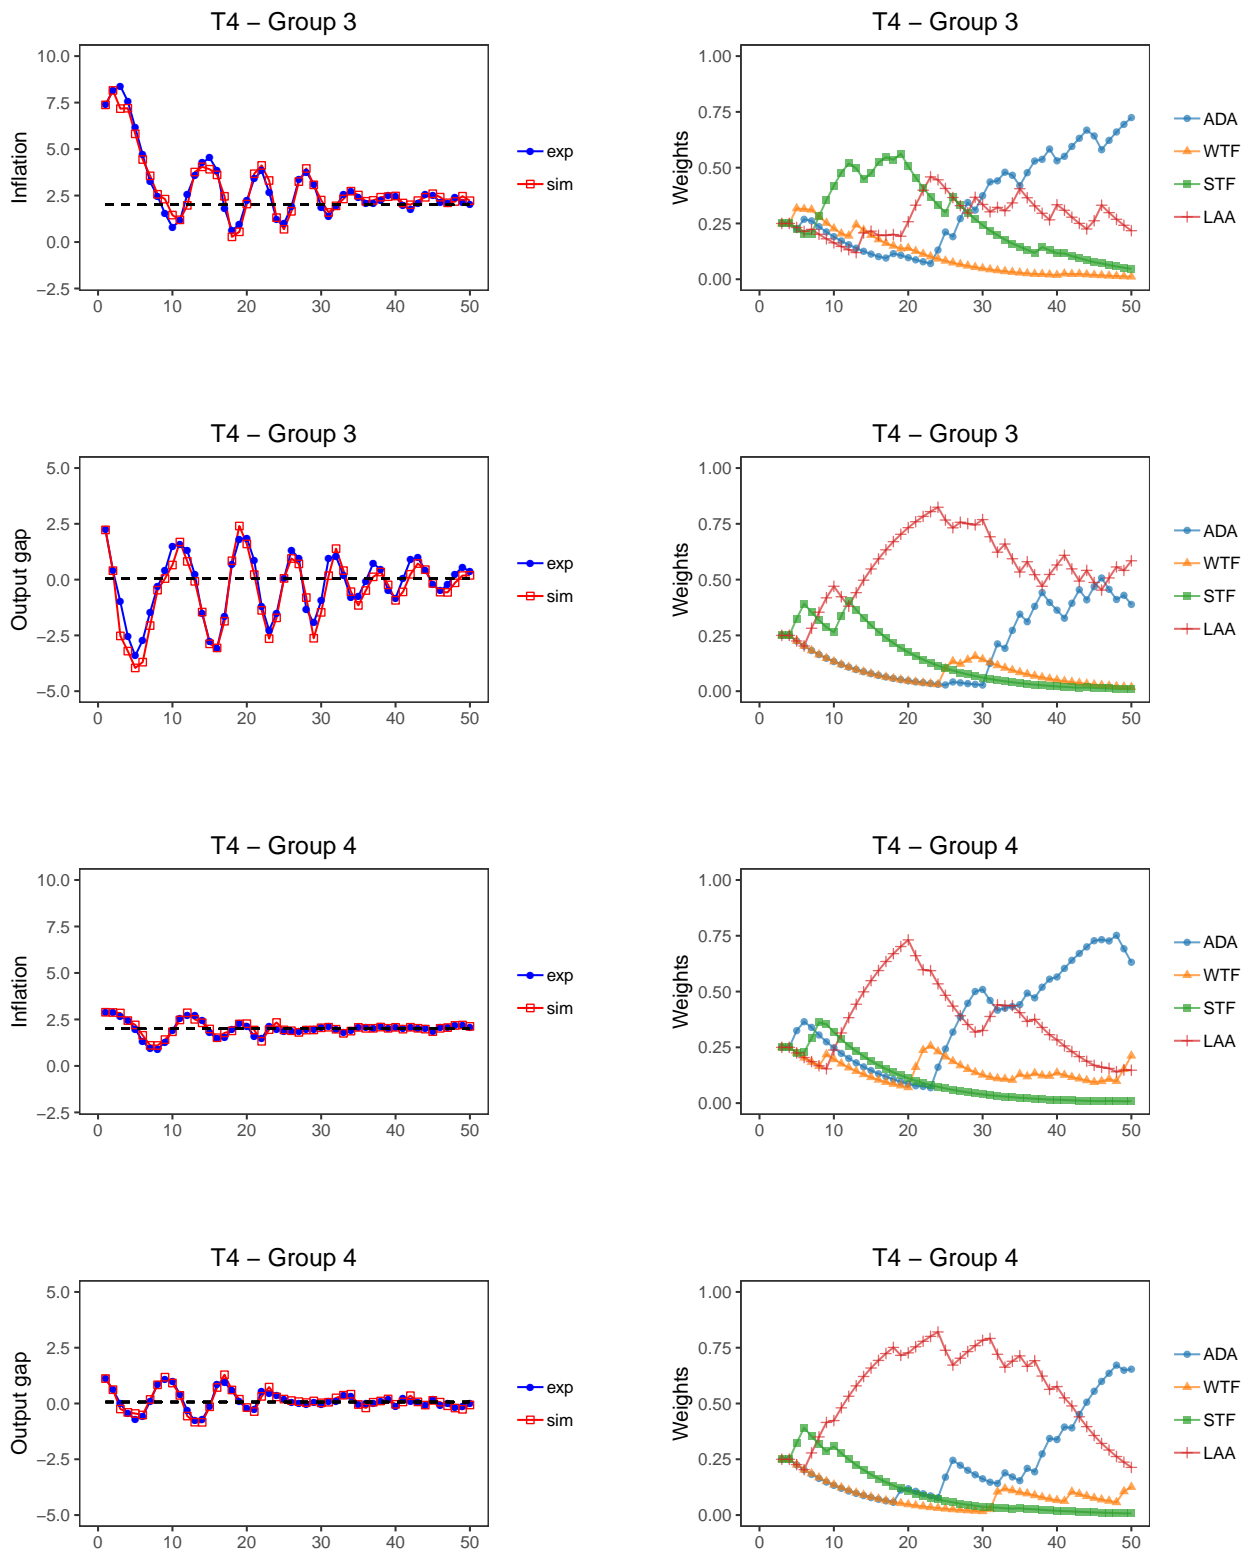 T4 – Group 3
T4 – Group 3
Inflation
10.0
7.5
5.0
2.5
0.0
−2.5
0 10 20 30 40 50
exp
sim
Weights
1.00
0.75
0.50
0.25
0.00
0 10 20 30 40 50
ADA
WTF
STF
LAA
T4 – Group 3
T4 – Group 3
Output gap
5.0
2.5
0.0
−2.5
−5.0
0 10 20 30 40 50
exp
sim
Weights
1.00
0.75
0.50
0.25
0.00
0 10 20 30 40 50
ADA
WTF
STF
LAA
T4 – Group 4
T4 – Group 4
Inflation
10.0
7.5
5.0
2.5
0.0
−2.5
0 10 20 30 40 50
exp
sim
Weights
1.00
0.75
0.50
0.25
0.00
0 10 20 30 40 50
ADA
WTF
STF
LAA
T4 – Group 4
T4 – Group 4
Output gap
5.0
2.5
0.0
−2.5
−5.0
0 10 20 30 40 50
exp
sim
Weights
1.00
0.75
0.50
0.25
0.00
0 10 20 30 40 50
ADA
WTF
STF
LAA